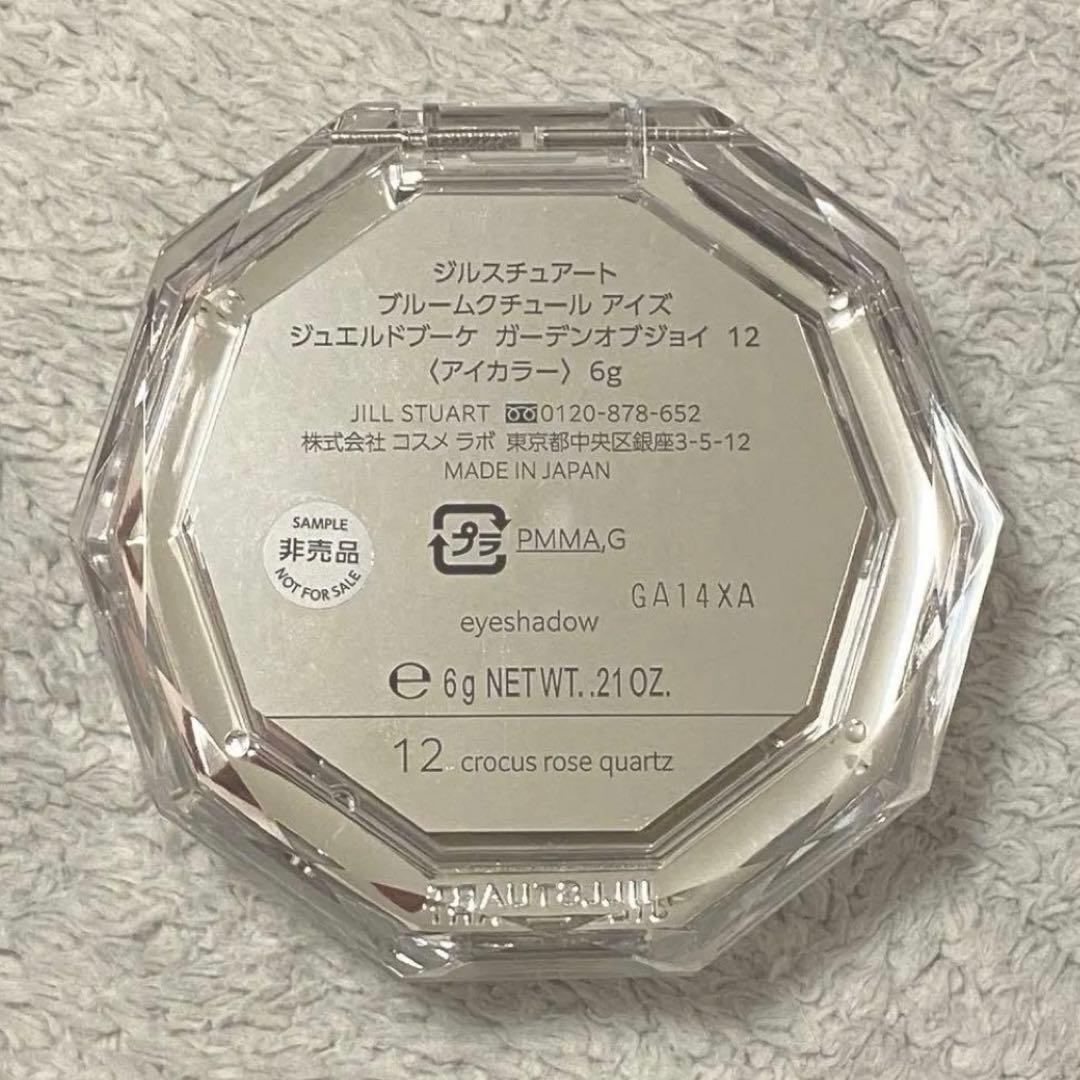 ジルスチュアート
ブルームクチュール アイズ
ジュエルドブーケ ガーデンオブジョイ 12
〈アイカラー〉 6g
JILL STUART 0120-878-652
株式会社 コスメ ラボ 東京都中央区銀座3-5-12
MADE IN JAPAN
SAMPLE
非売品
NOT FOR SALE
プラ PMMA,G
GA14XA
eyeshadow
℮ 6g NET WT. .21 OZ.
12 crocus rose quartz